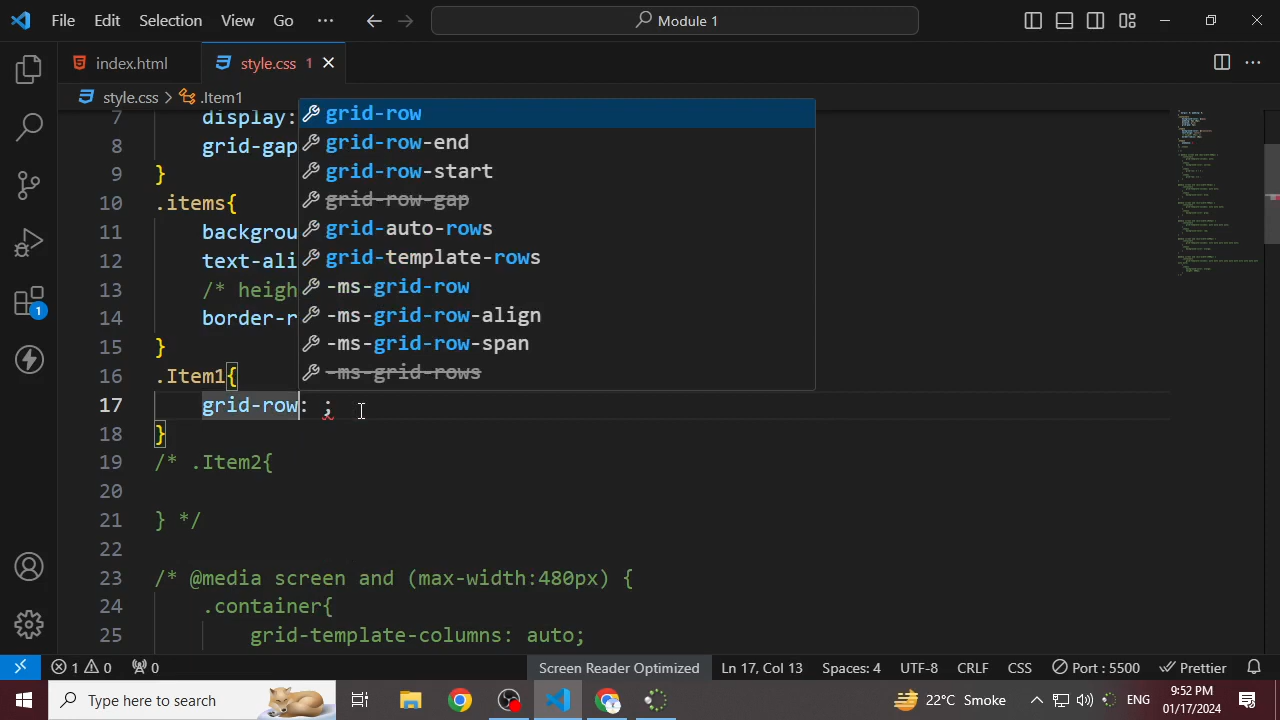 File Edit Selection View Go ··· Module 1
index.html style.css 1
style.css > .Item1
7 display:
8 grid-gap
9 }
10 .items{
11 backgrou
12 text-ali
13 /* heigh
14 border-r
15 }
16 .Item1{
17 grid-row: ;
18 }
19 /* .Item2{
20
21 } */
22
23 /* @media screen and (max-width:480px) {
24 .container{
25 grid-template-columns: auto;
grid-row
grid-row-end
grid-row-start
grid-row-gap
grid-auto-rows
grid-template-rows
-ms-grid-row
-ms-grid-row-align
-ms-grid-row-span
-ms-grid-rows
1
1 0 0 Screen Reader Optimized Ln 17, Col 13 Spaces: 4 UTF-8 CRLF CSS Port : 5500 Prettier
Type here to search 22°C Smoke ENG 9:52 PM
01/17/2024